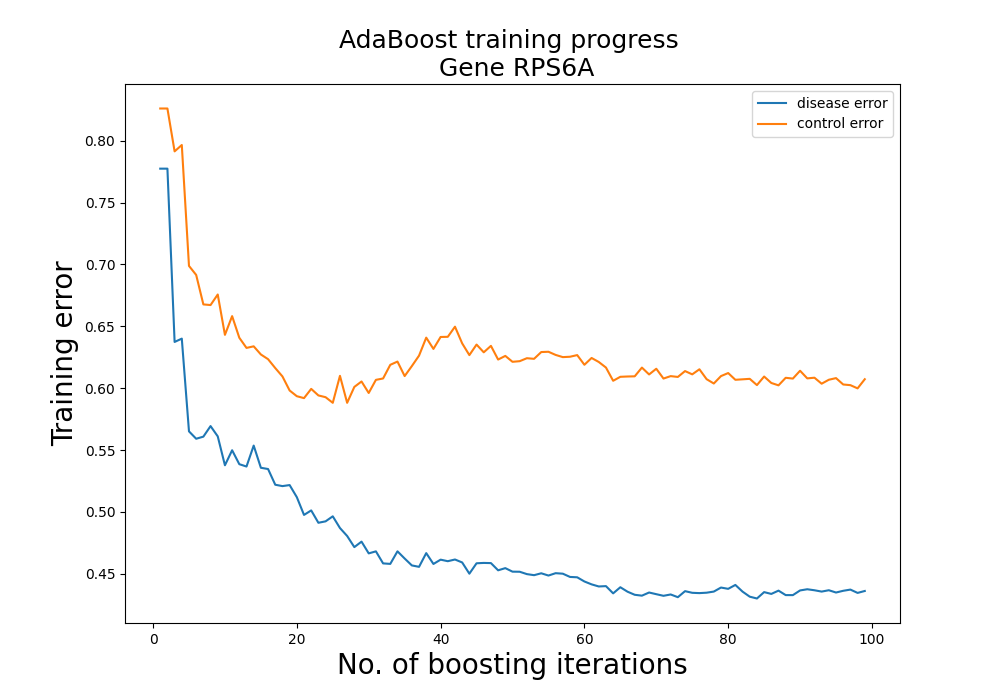 AdaBoost training progress
Gene RPS6A
disease error
control error
Training error
0.80
0.75
0.70
0.65
0.60
0.55
0.50
0.45
0 20 40 60 80 100
No. of boosting iterations